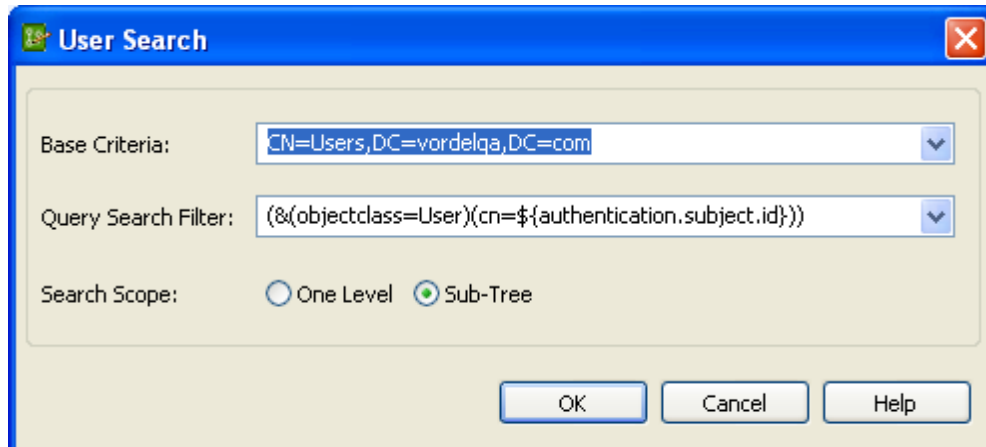 User Search
Base Criteria: CN=Users,DC=vordelqa,DC=com
Query Search Filter: (&(objectclass=User)(cn=${authentication.subject.id}))
Search Scope: One Level Sub-Tree
OK Cancel Help